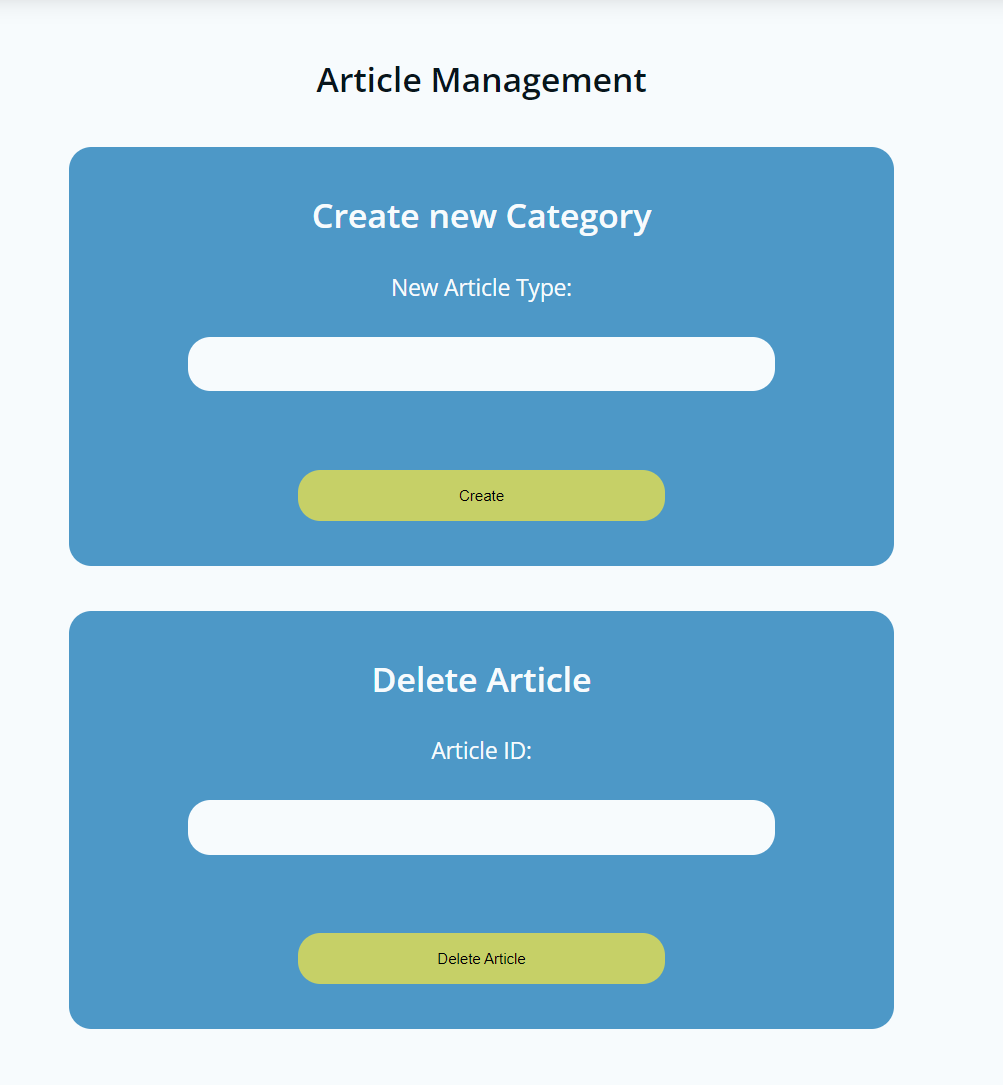 Article Management
Create new Category
New Article Type:
Create
Delete Article
Article ID:
Delete Article